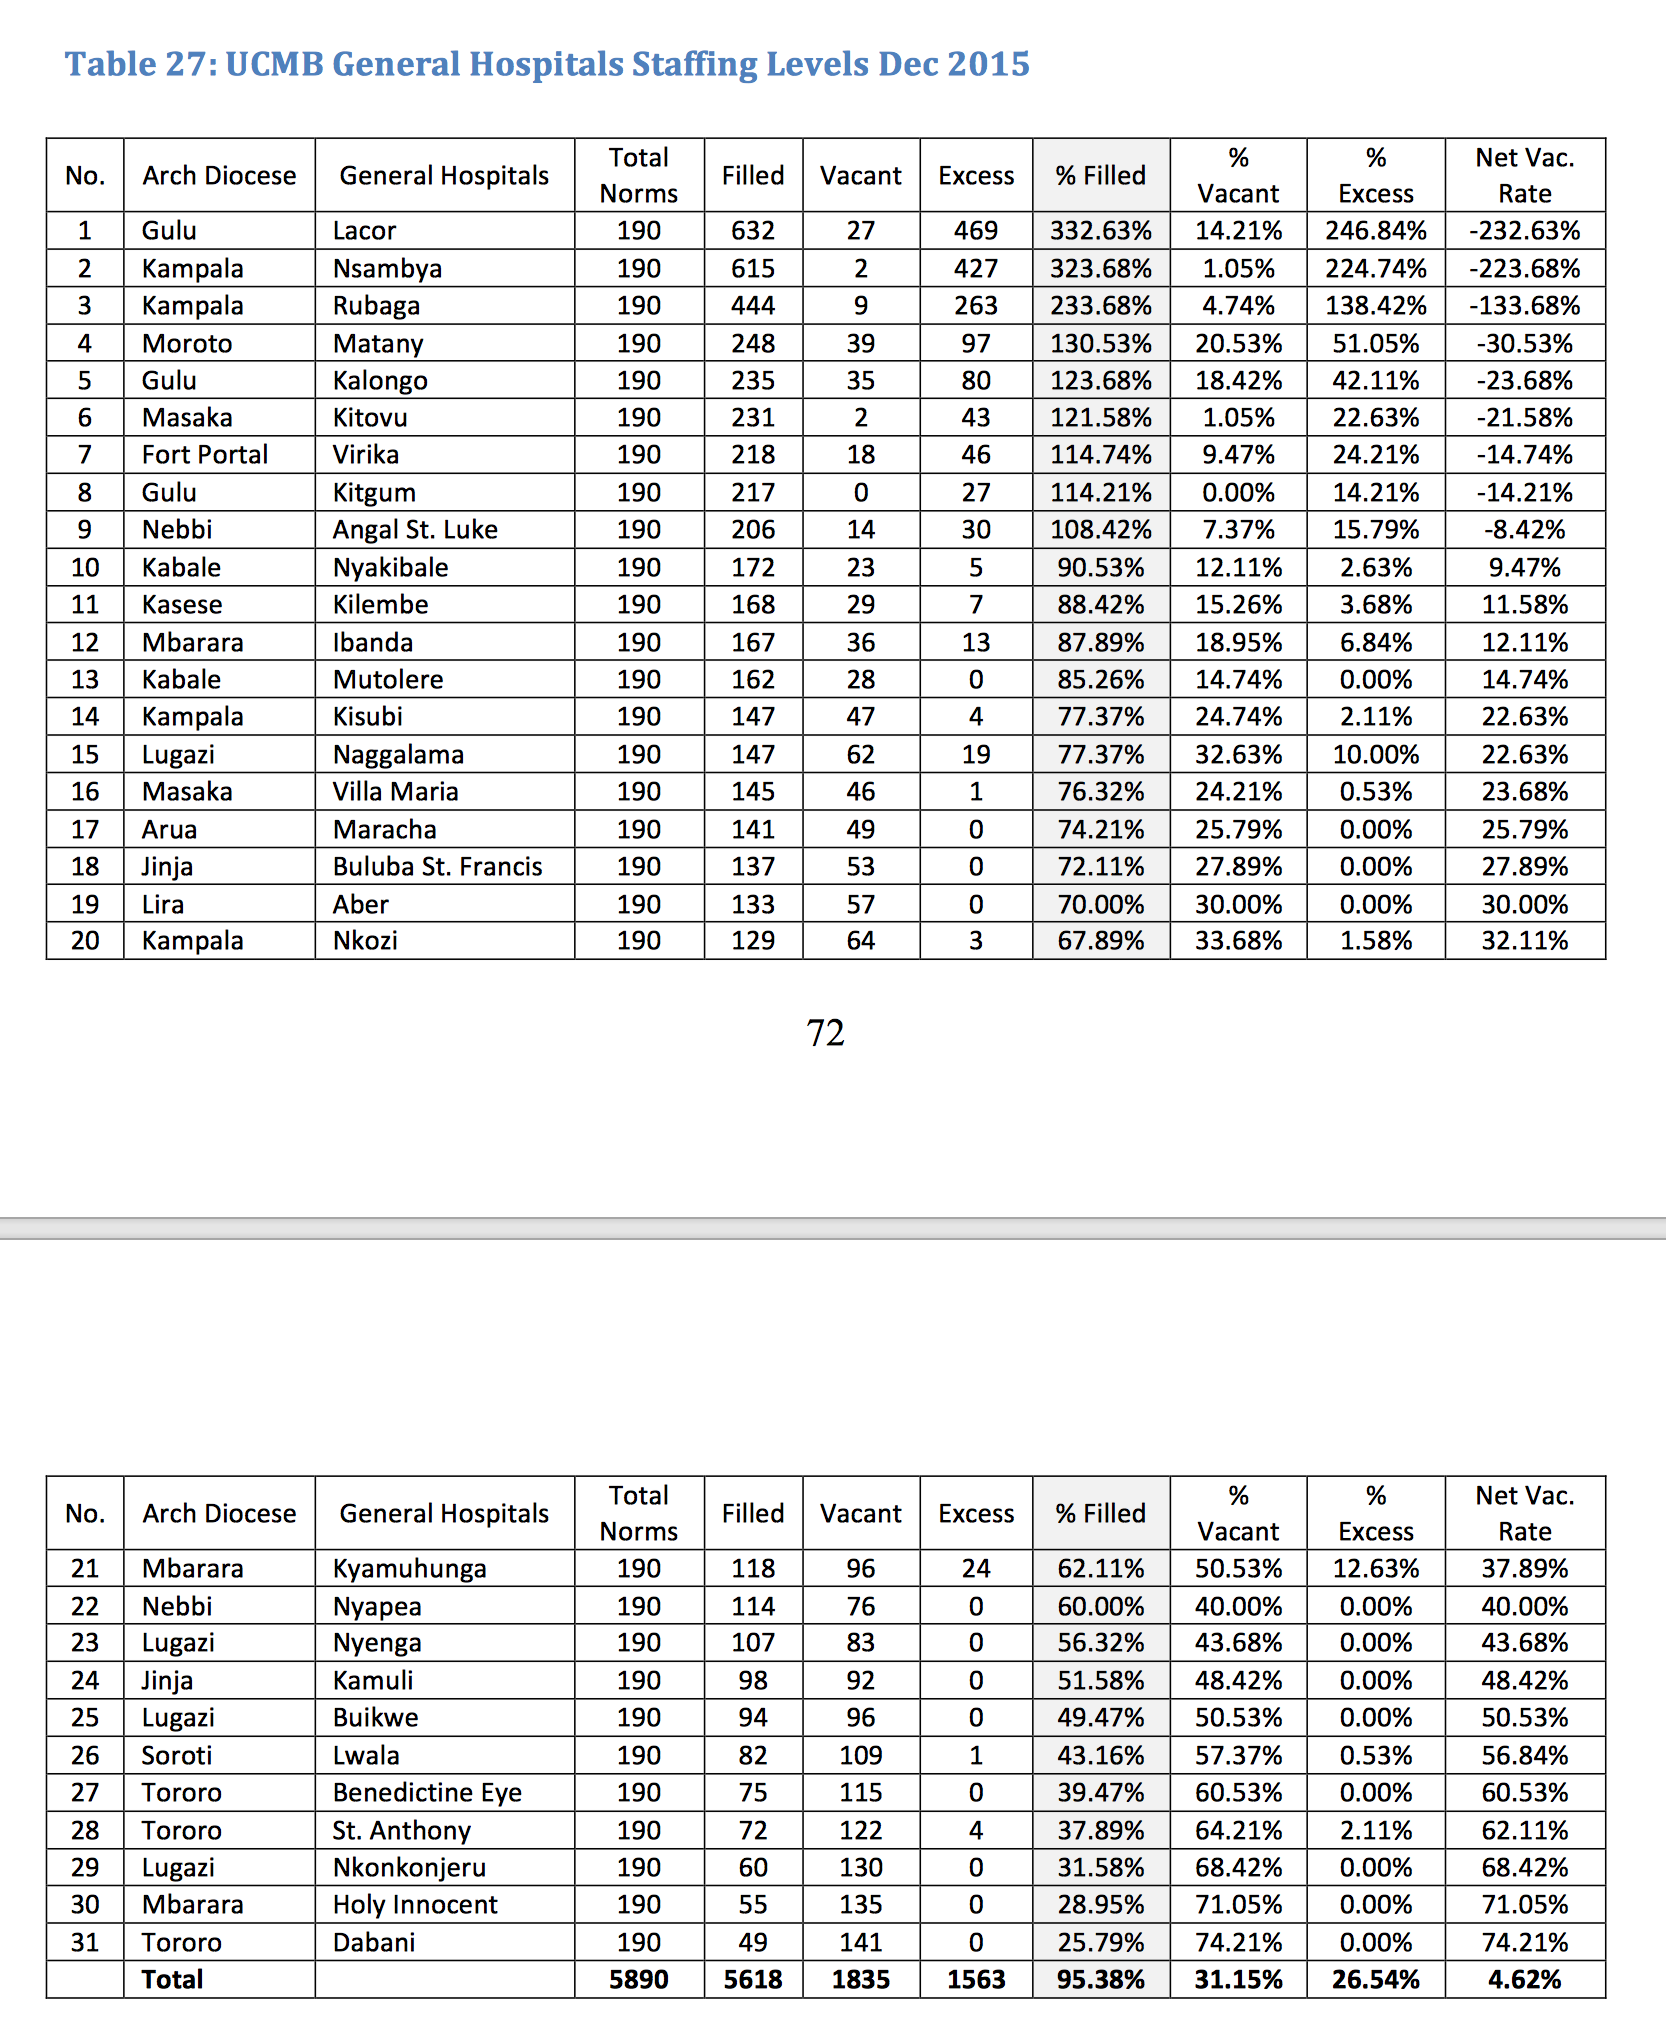 Table 27: UCMB General Hospitals Staffing Levels Dec 2015
No. Arch Diocese General Hospitals Total Norms Filled Vacant Excess % Filled % Vacant % Excess Net Vac. Rate
1 Gulu Lacor 190 632 27 469 332.63% 14.21% 246.84% -232.63%
2 Kampala Nsambya 190 615 2 427 323.68% 1.05% 224.74% -223.68%
3 Kampala Rubaga 190 444 9 263 233.68% 4.74% 138.42% -133.68%
4 Moroto Matany 190 248 39 97 130.53% 20.53% 51.05% -30.53%
5 Gulu Kalongo 190 235 35 80 123.68% 18.42% 42.11% -23.68%
6 Masaka Kitovu 190 231 2 43 121.58% 1.05% 22.63% -21.58%
7 Fort Portal Virika 190 218 18 46 114.74% 9.47% 24.21% -14.74%
8 Gulu Kitgum 190 217 0 27 114.21% 0.00% 14.21% -14.21%
9 Nebbi Angal St. Luke 190 206 14 30 108.42% 7.37% 15.79% -8.42%
10 Kabale Nyakibale 190 172 23 5 90.53% 12.11% 2.63% 9.47%
11 Kasese Kilembe 190 168 29 7 88.42% 15.26% 3.68% 11.58%
12 Mbarara Ibanda 190 167 36 13 87.89% 18.95% 6.84% 12.11%
13 Kabale Mutolere 190 162 28 0 85.26% 14.74% 0.00% 14.74%
14 Kampala Kisubi 190 147 47 4 77.37% 24.74% 2.11% 22.63%
15 Lugazi Naggalama 190 147 62 19 77.37% 32.63% 10.00% 22.63%
16 Masaka Villa Maria 190 145 46 1 76.32% 24.21% 0.53% 23.68%
17 Arua Maracha 190 141 49 0 74.21% 25.79% 0.00% 25.79%
18 Jinja Buluba St. Francis 190 137 53 0 72.11% 27.89% 0.00% 27.89%
19 Lira Aber 190 133 57 0 70.00% 30.00% 0.00% 30.00%
20 Kampala Nkozi 190 129 64 3 67.89% 33.68% 1.58% 32.11%
72
No. Arch Diocese General Hospitals Total Norms Filled Vacant Excess % Filled % Vacant % Excess Net Vac. Rate
21 Mbarara Kyamuhunga 190 118 96 24 62.11% 50.53% 12.63% 37.89%
22 Nebbi Nyapea 190 114 76 0 60.00% 40.00% 0.00% 40.00%
23 Lugazi Nyenga 190 107 83 0 56.32% 43.68% 0.00% 43.68%
24 Jinja Kamuli 190 98 92 0 51.58% 48.42% 0.00% 48.42%
25 Lugazi Buikwe 190 94 96 0 49.47% 50.53% 0.00% 50.53%
26 Soroti Lwala 190 82 109 1 43.16% 57.37% 0.53% 56.84%
27 Tororo Benedictine Eye 190 75 115 0 39.47% 60.53% 0.00% 60.53%
28 Tororo St. Anthony 190 72 122 4 37.89% 64.21% 2.11% 62.11%
29 Lugazi Nkonkonjeru 190 60 130 0 31.58% 68.42% 0.00% 68.42%
30 Mbarara Holy Innocent 190 55 135 0 28.95% 71.05% 0.00% 71.05%
31 Tororo Dabani 190 49 141 0 25.79% 74.21% 0.00% 74.21%
Total 5890 5618 1835 1563 95.38% 31.15% 26.54% 4.62%